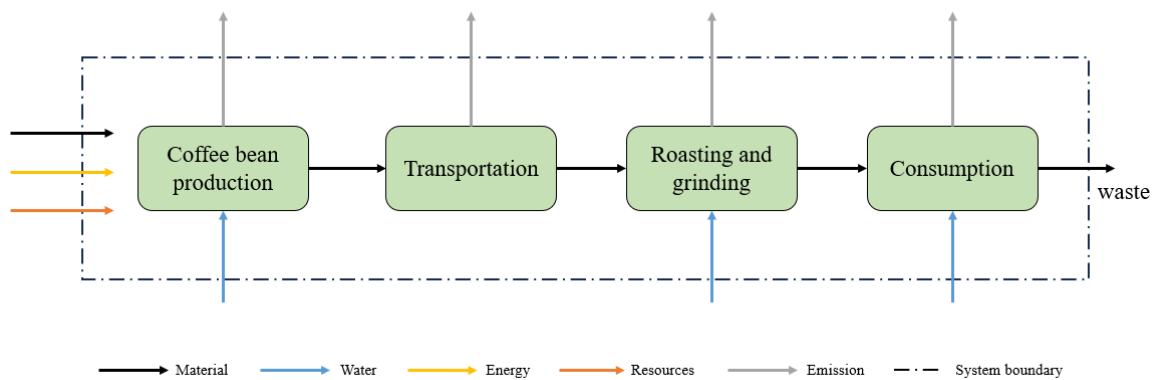 Coffee bean
production
Transportation
Roasting and
grinding
Consumption
waste
Material
Water
Energy
Resources
Emission
System boundary